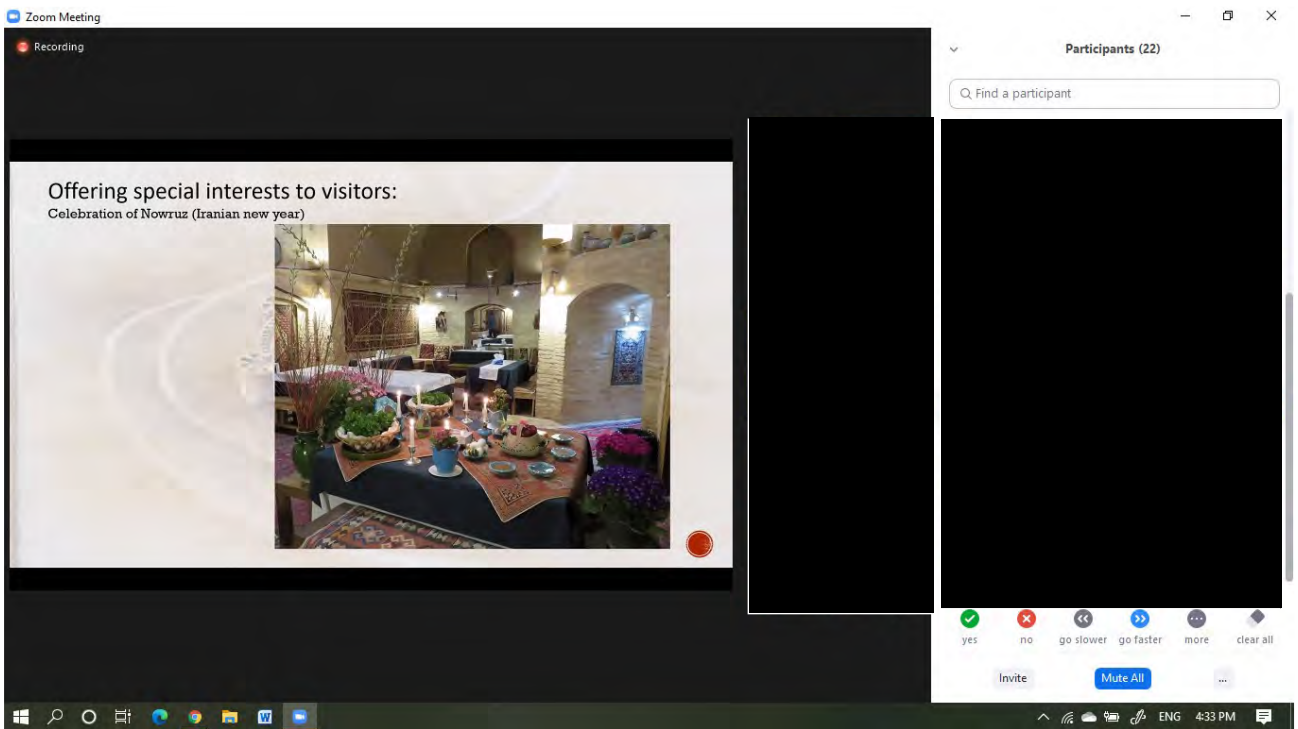 Zoom Meeting
Recording
Participants (22)
Find a participant
Offering special interests to visitors:
Celebration of Nowruz (Iranian new year)
yes
no
go slower
go faster
more
clear all
Invite
Mute All
...
W
ENG
4:33 PM